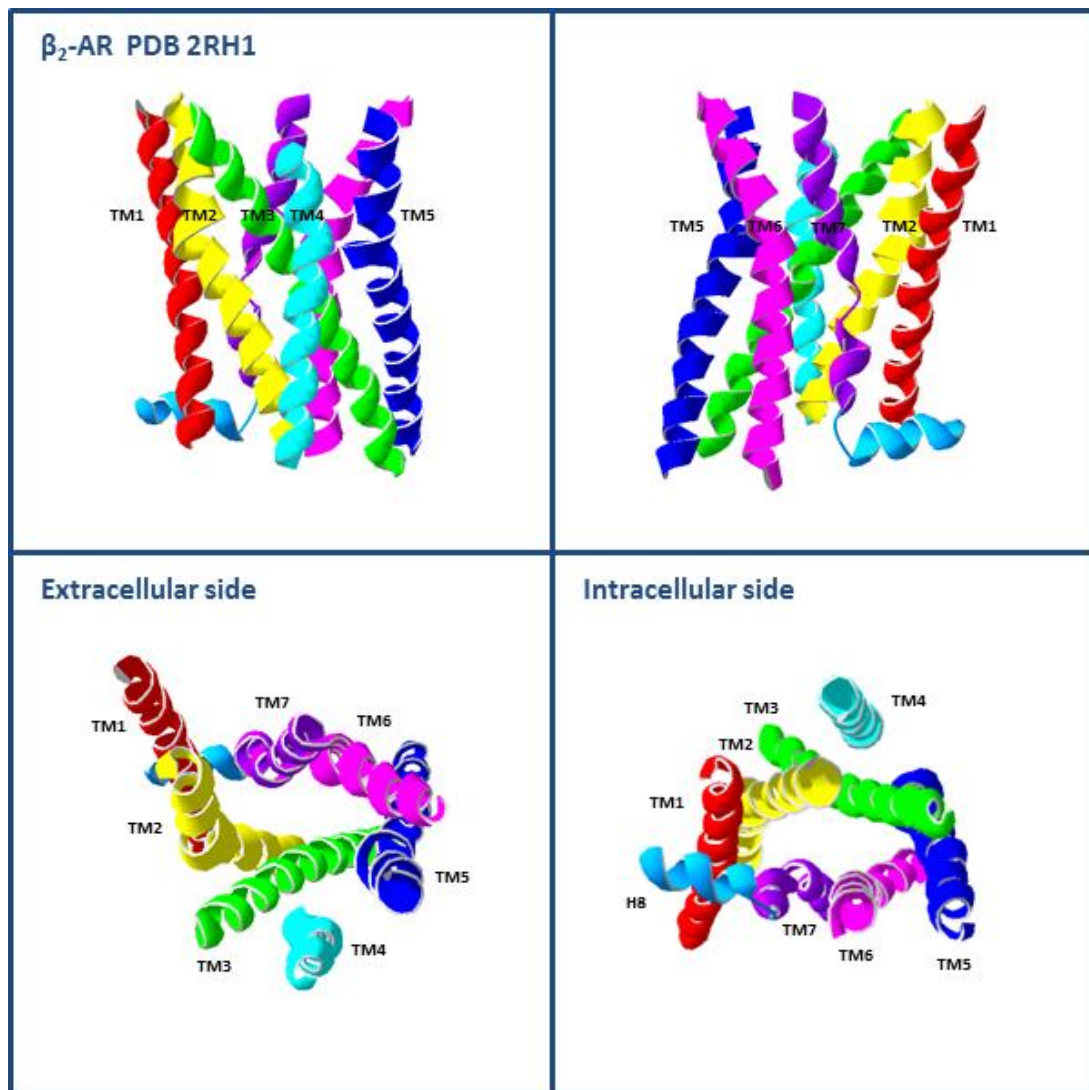 β₂-AR PDB 2RH1
TM1 TM2 TM3 TM4 TM5
TM5 TM6 TM7 TM2 TM1
Extracellular side
TM7
TM6
TM1
TM2
TM5
TM4
TM3
Intracellular side
TM4
TM3
TM2
TM1
H8
TM7
TM6
TM5